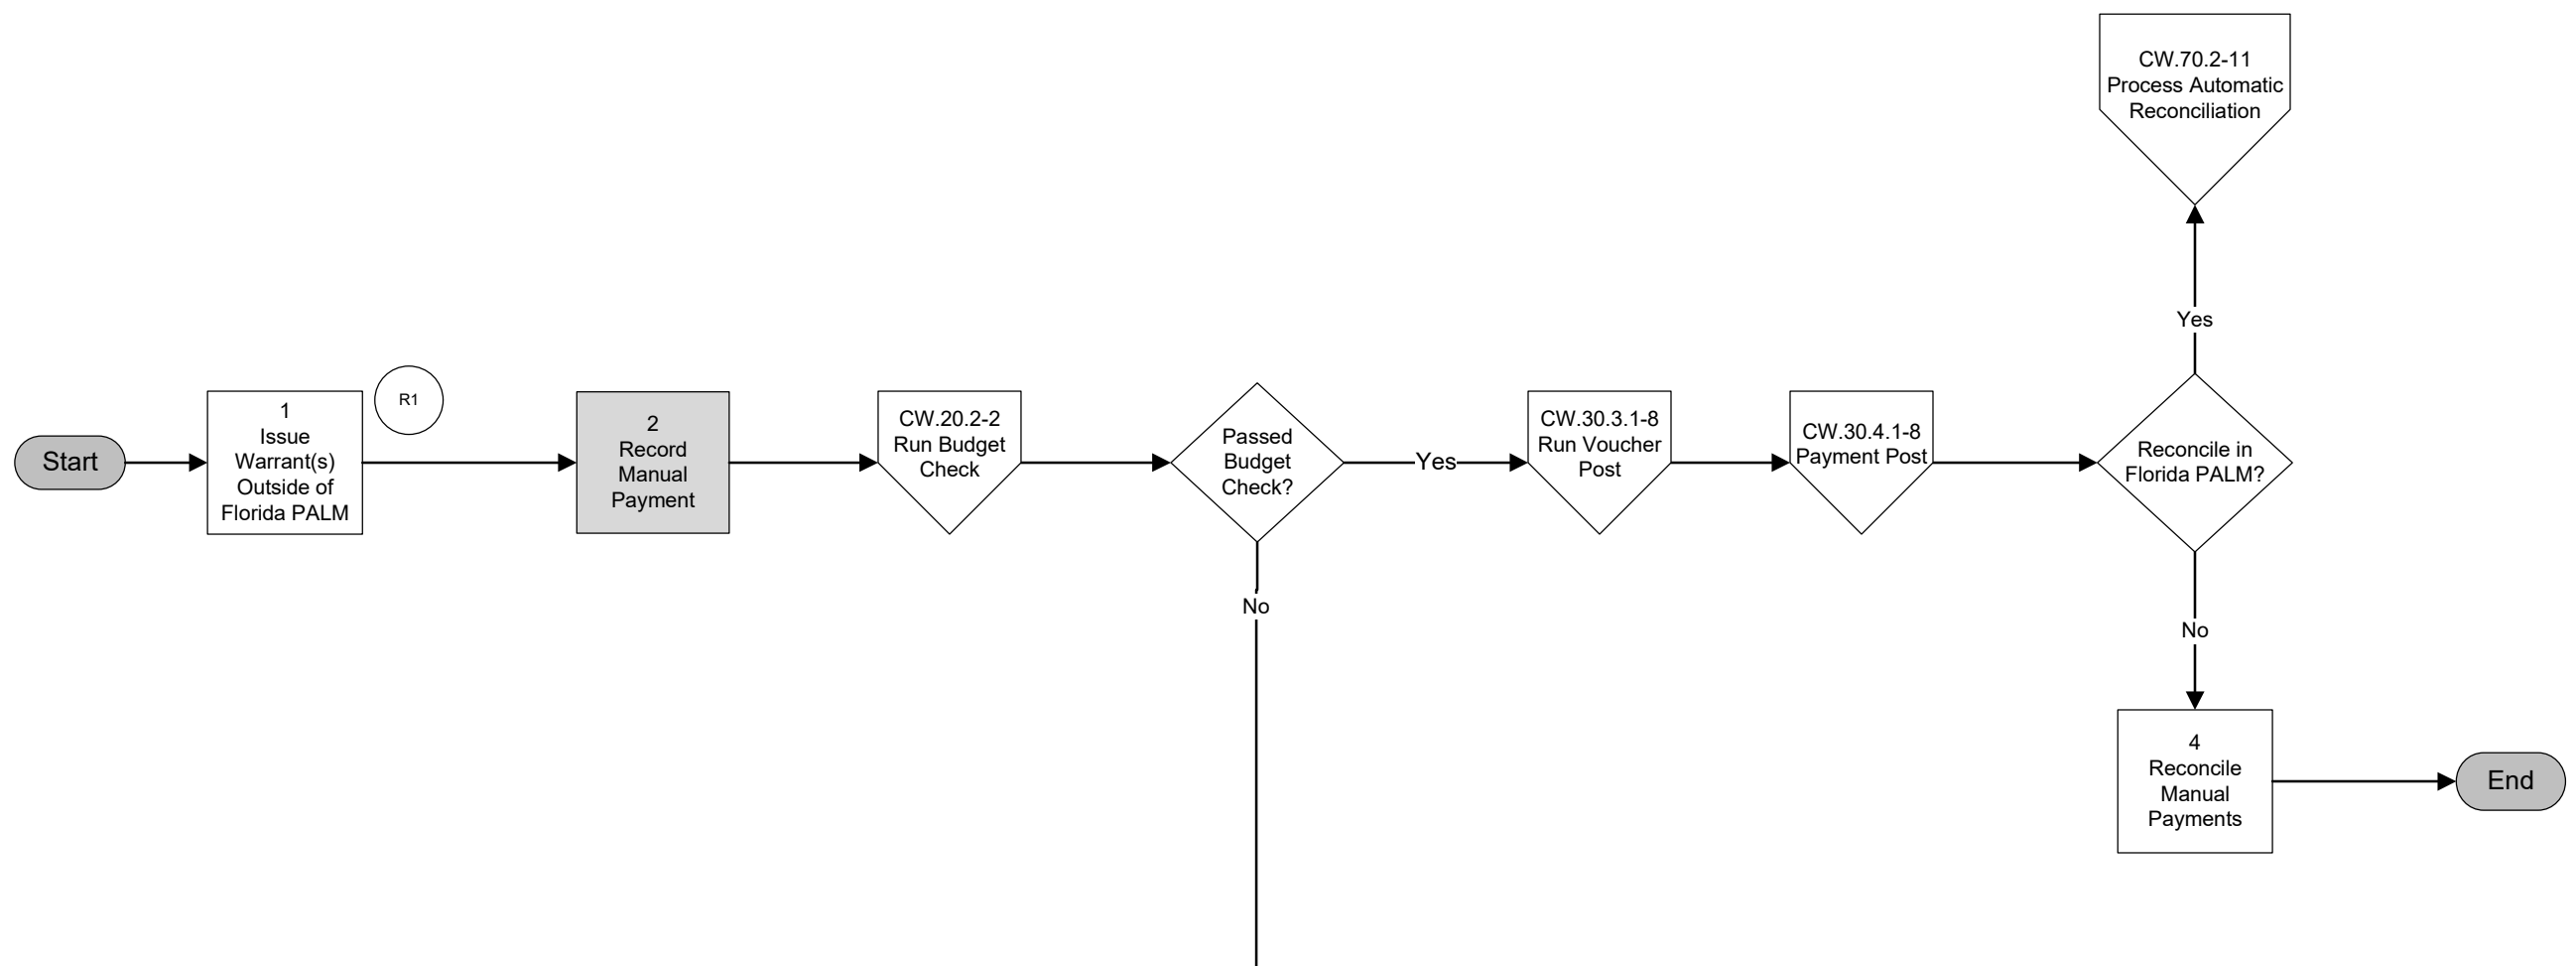 CW.70.2-11
Process Automatic
Reconciliation
Yes
Start
1
Issue
Warrant(s)
Outside of
Florida PALM
R1
2
Record
Manual
Payment
CW.20.2-2
Run Budget
Check
Passed
Budget
Check?
Yes
CW.30.3.1-8
Run Voucher
Post
CW.30.4.1-8
Payment Post
Reconcile in
Florida PALM?
No
No
4
Reconcile
Manual
Payments
End